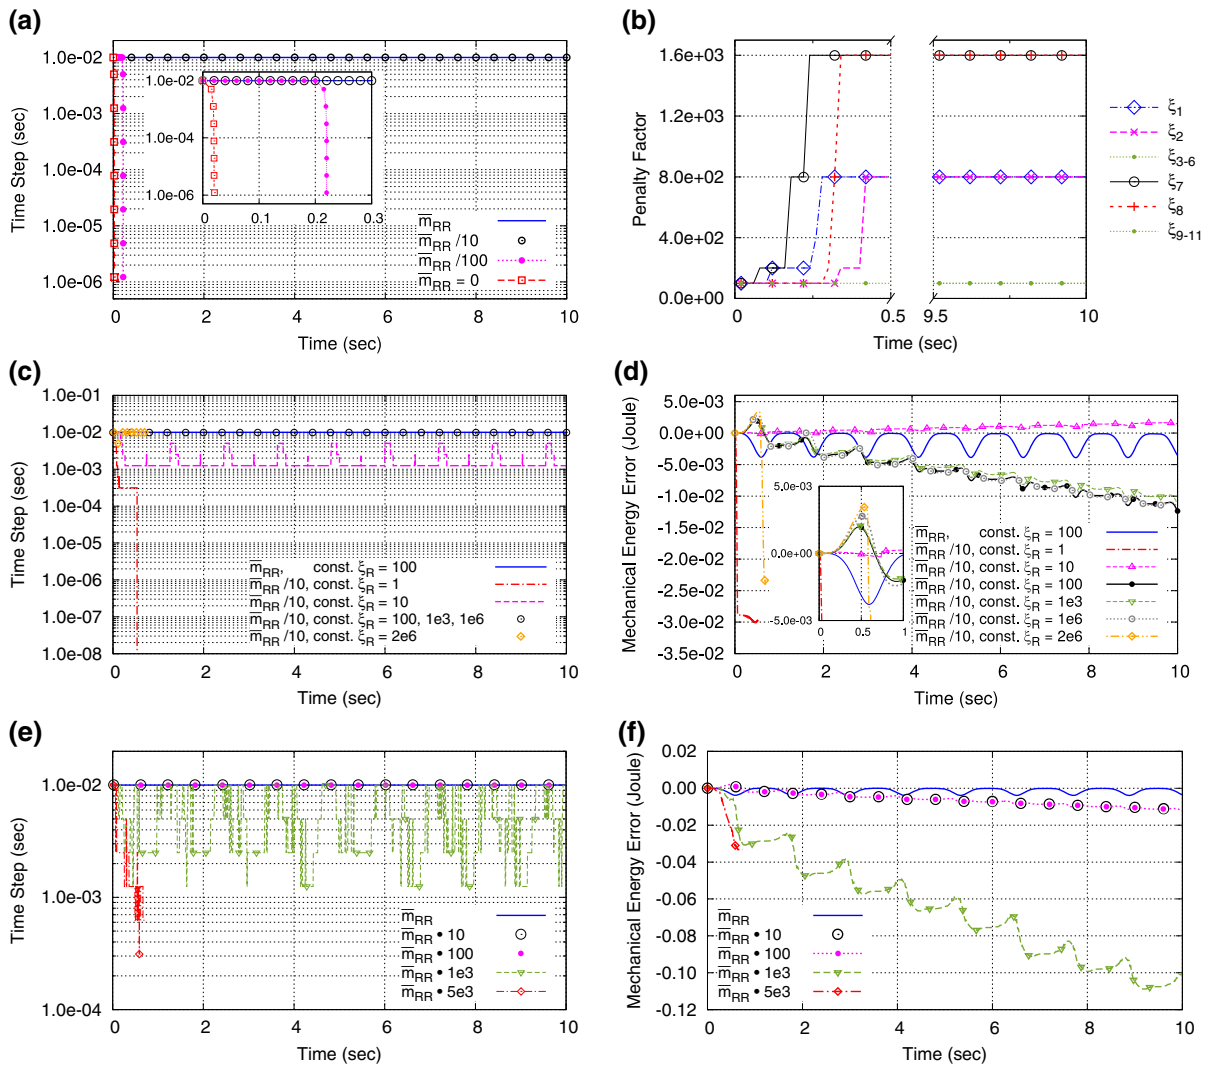 (a)
Time Step (sec)
1.0e-02
1.0e-03
1.0e-04
1.0e-05
1.0e-06
1.0e-02
1.0e-04
1.0e-06
0 0.1 0.2 0.3
m̅RR
m̅RR /10
m̅RR /100
m̅RR = 0
0 2 4 6 8 10
Time (sec)
(b)
Penalty Factor
1.6e+03
1.2e+03
8.0e+02
4.0e+02
0.0e+00
0 0.5 9.5 10
Time (sec)
ξ1
ξ2
ξ3-6
ξ7
ξ8
ξ9-11
(c)
Time Step (sec)
1.0e-01
1.0e-02
1.0e-03
1.0e-04
1.0e-05
1.0e-06
1.0e-07
1.0e-08
m̅RR, const. ξR = 100
m̅RR /10, const. ξR = 1
m̅RR /10, const. ξR = 10
m̅RR /10, const. ξR = 100, 1e3, 1e6
m̅RR /10, const. ξR = 2e6
0 2 4 6 8 10
Time (sec)
(d)
Mechanical Energy Error (Joule)
5.0e-03
0.0e+00
-5.0e-03
-1.0e-02
-1.5e-02
-2.0e-02
-2.5e-02
-3.0e-02
-3.5e-02
5.0e-03
0.0e+00
-5.0e-03
0 0.5 1
m̅RR, const. ξR = 100
m̅RR /10, const. ξR = 1
m̅RR /10, const. ξR = 10
m̅RR /10, const. ξR = 100
m̅RR /10, const. ξR = 1e3
m̅RR /10, const. ξR = 1e6
m̅RR /10, const. ξR = 2e6
0 2 4 6 8 10
Time (sec)
(e)
Time Step (sec)
1.0e-02
1.0e-03
1.0e-04
m̅RR
m̅RR • 10
m̅RR • 100
m̅RR • 1e3
m̅RR • 5e3
0 2 4 6 8 10
Time (sec)
(f)
Mechanical Energy Error (Joule)
0.02
0.00
-0.02
-0.04
-0.06
-0.08
-0.10
-0.12
m̅RR
m̅RR • 10
m̅RR • 100
m̅RR • 1e3
m̅RR • 5e3
0 2 4 6 8 10
Time (sec)